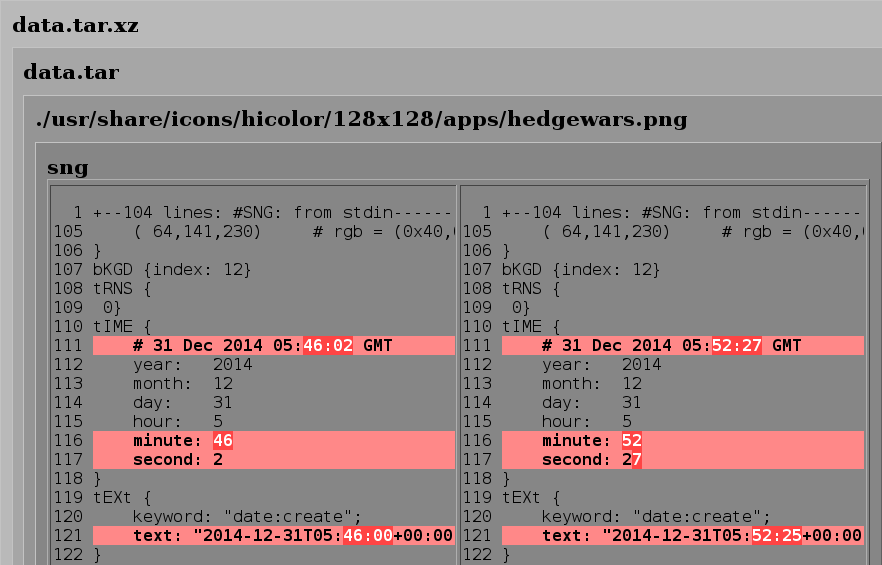 data.tar.xz
data.tar
./usr/share/icons/hicolor/128x128/apps/hedgewars.png
sng
1 +--104 lines: #SNG: from stdin------
105     ( 64,141,230)     # rgb = (0x40,
106 }
107 bKGD {index: 12}
108 tRNS {
109  0}
110 tIME {
111     # 31 Dec 2014 05:46:02 GMT
112     year:   2014
113     month:  12
114     day:    31
115     hour:   5
116     minute: 46
117     second: 2
118 }
119 tEXt {
120     keyword: "date:create";
121     text: "2014-12-31T05:46:00+00:00
122 }
1 +--104 lines: #SNG: from stdin------
105     ( 64,141,230)     # rgb = (0x40,
106 }
107 bKGD {index: 12}
108 tRNS {
109  0}
110 tIME {
111     # 31 Dec 2014 05:52:27 GMT
112     year:   2014
113     month:  12
114     day:    31
115     hour:   5
116     minute: 52
117     second: 27
118 }
119 tEXt {
120     keyword: "date:create";
121     text: "2014-12-31T05:52:25+00:00
122 }